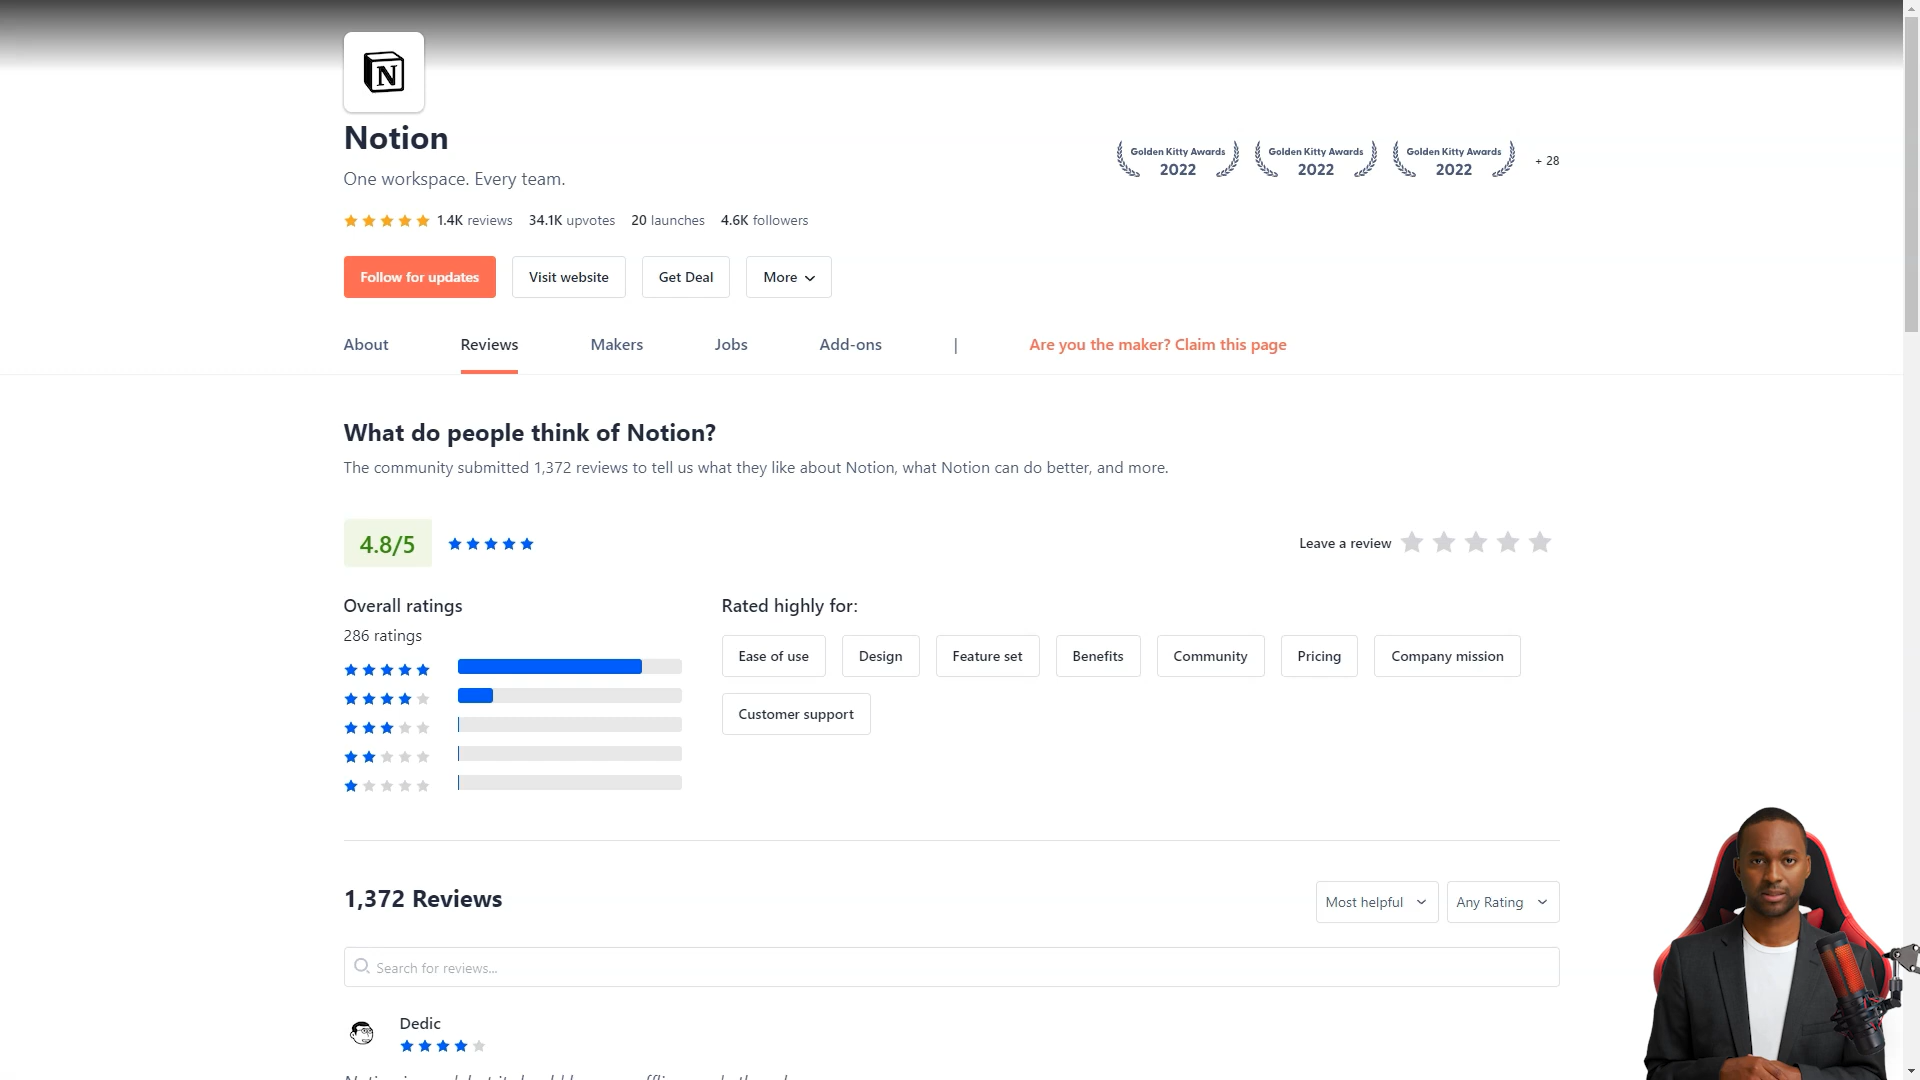 N
Notion
One workspace. Every team.
Golden Kitty Awards 2022
Golden Kitty Awards 2022
Golden Kitty Awards 2022
+ 28
1.4K reviews 34.1K upvotes 20 launches 4.6K followers
Follow for updates Visit website Get Deal More
About Reviews Makers Jobs Add-ons | Are you the maker? Claim this page
What do people think of Notion?
The community submitted 1,372 reviews to tell us what they like about Notion, what Notion can do better, and more.
4.8/5
Leave a review
Overall ratings
286 ratings
Rated highly for:
Ease of use Design Feature set Benefits Community Pricing Company mission
Customer support
1,372 Reviews
Most helpful Any Rating
Search for reviews...
Dedic